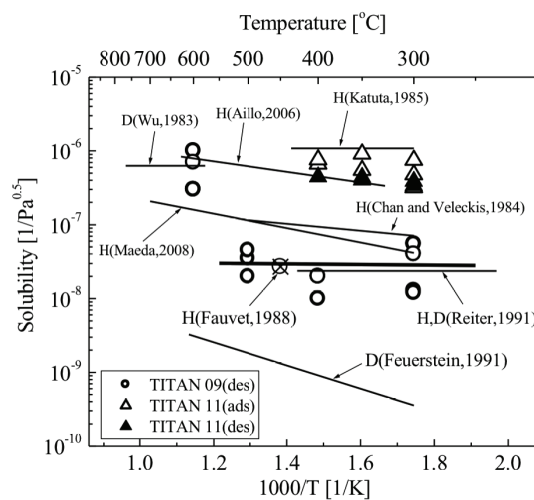 Temperature [°C]
800 700 600 500 400 300
10⁻⁵
H(Katuta,1985)
D(Wu,1983)
H(Aillo,2006)
10⁻⁶
10⁻⁷
H(Chan and Veleckis,1984)
H(Maeda,2008)
10⁻⁸
H(Fauvet,1988)
H,D(Reiter,1991)
D(Feuerstein,1991)
10⁻⁹
TITAN 09(des)
TITAN 11(ads)
TITAN 11(des)
10⁻¹⁰
Solubility [1/Pa⁰·⁵]
1.0 1.2 1.4 1.6 1.8 2.0
1000/T [1/K]